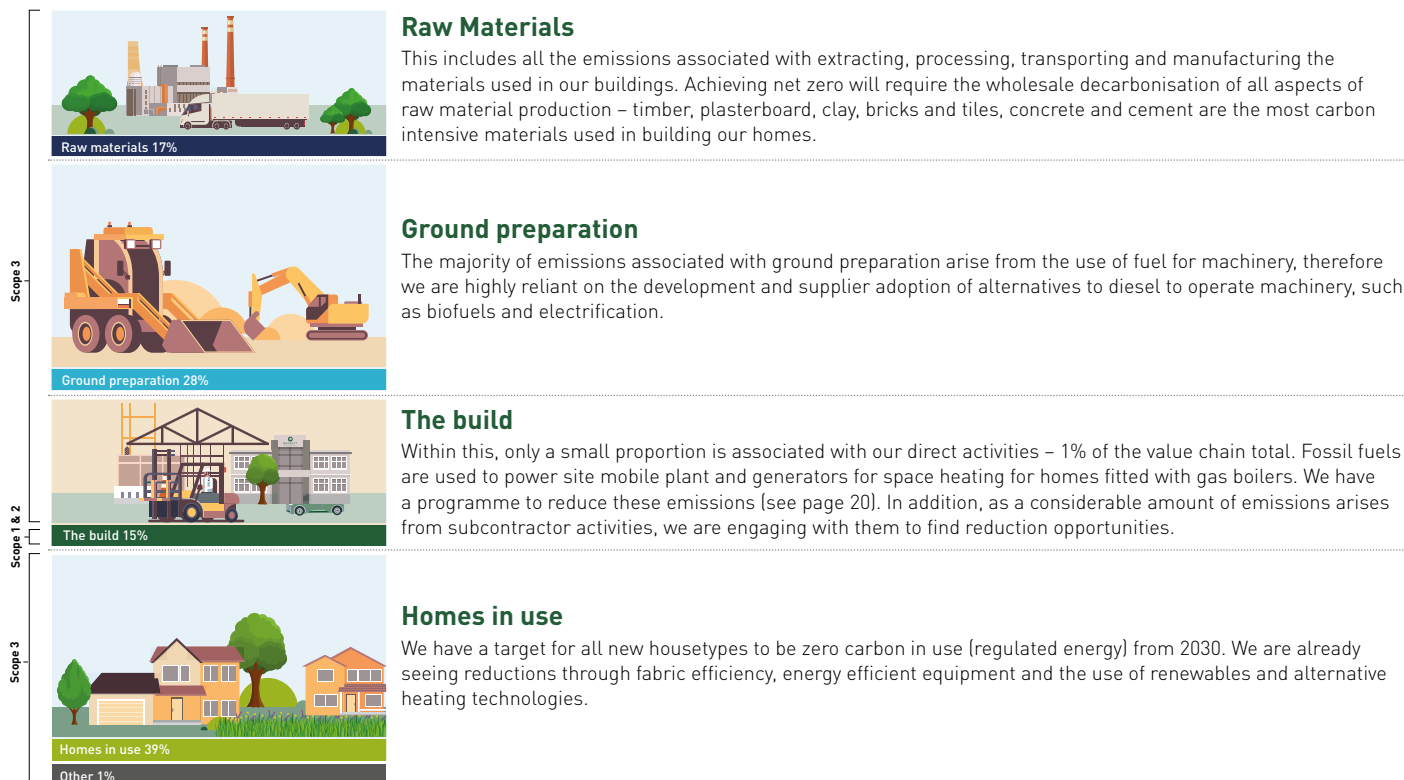 Raw Materials
This includes all the emissions associated with extracting, processing, transporting and manufacturing the
materials used in our buildings. Achieving net zero will require the wholesale decarbonisation of all aspects of
raw material production – timber, plasterboard, clay, bricks and tiles, concrete and cement are the most carbon
intensive materials used in building our homes.
Raw materials 17%
Scope 3
Ground preparation
The majority of emissions associated with ground preparation arise from the use of fuel for machinery, therefore
we are highly reliant on the development and supplier adoption of alternatives to diesel to operate machinery, such
as biofuels and electrification.
Ground preparation 28%
The build
Within this, only a small proportion is associated with our direct activities – 1% of the value chain total. Fossil fuels
are used to power site mobile plant and generators for space heating for homes fitted with gas boilers. We have
a programme to reduce these emissions (see page 20). In addition, as a considerable amount of emissions arises
from subcontractor activities, we are engaging with them to find reduction opportunities.
The build 15%
Scope 1 & 2
Homes in use
We have a target for all new housetypes to be zero carbon in use (regulated energy) from 2030. We are already
seeing reductions through fabric efficiency, energy efficient equipment and the use of renewables and alternative
heating technologies.
Scope 3
Homes in use 39%
Other 1%